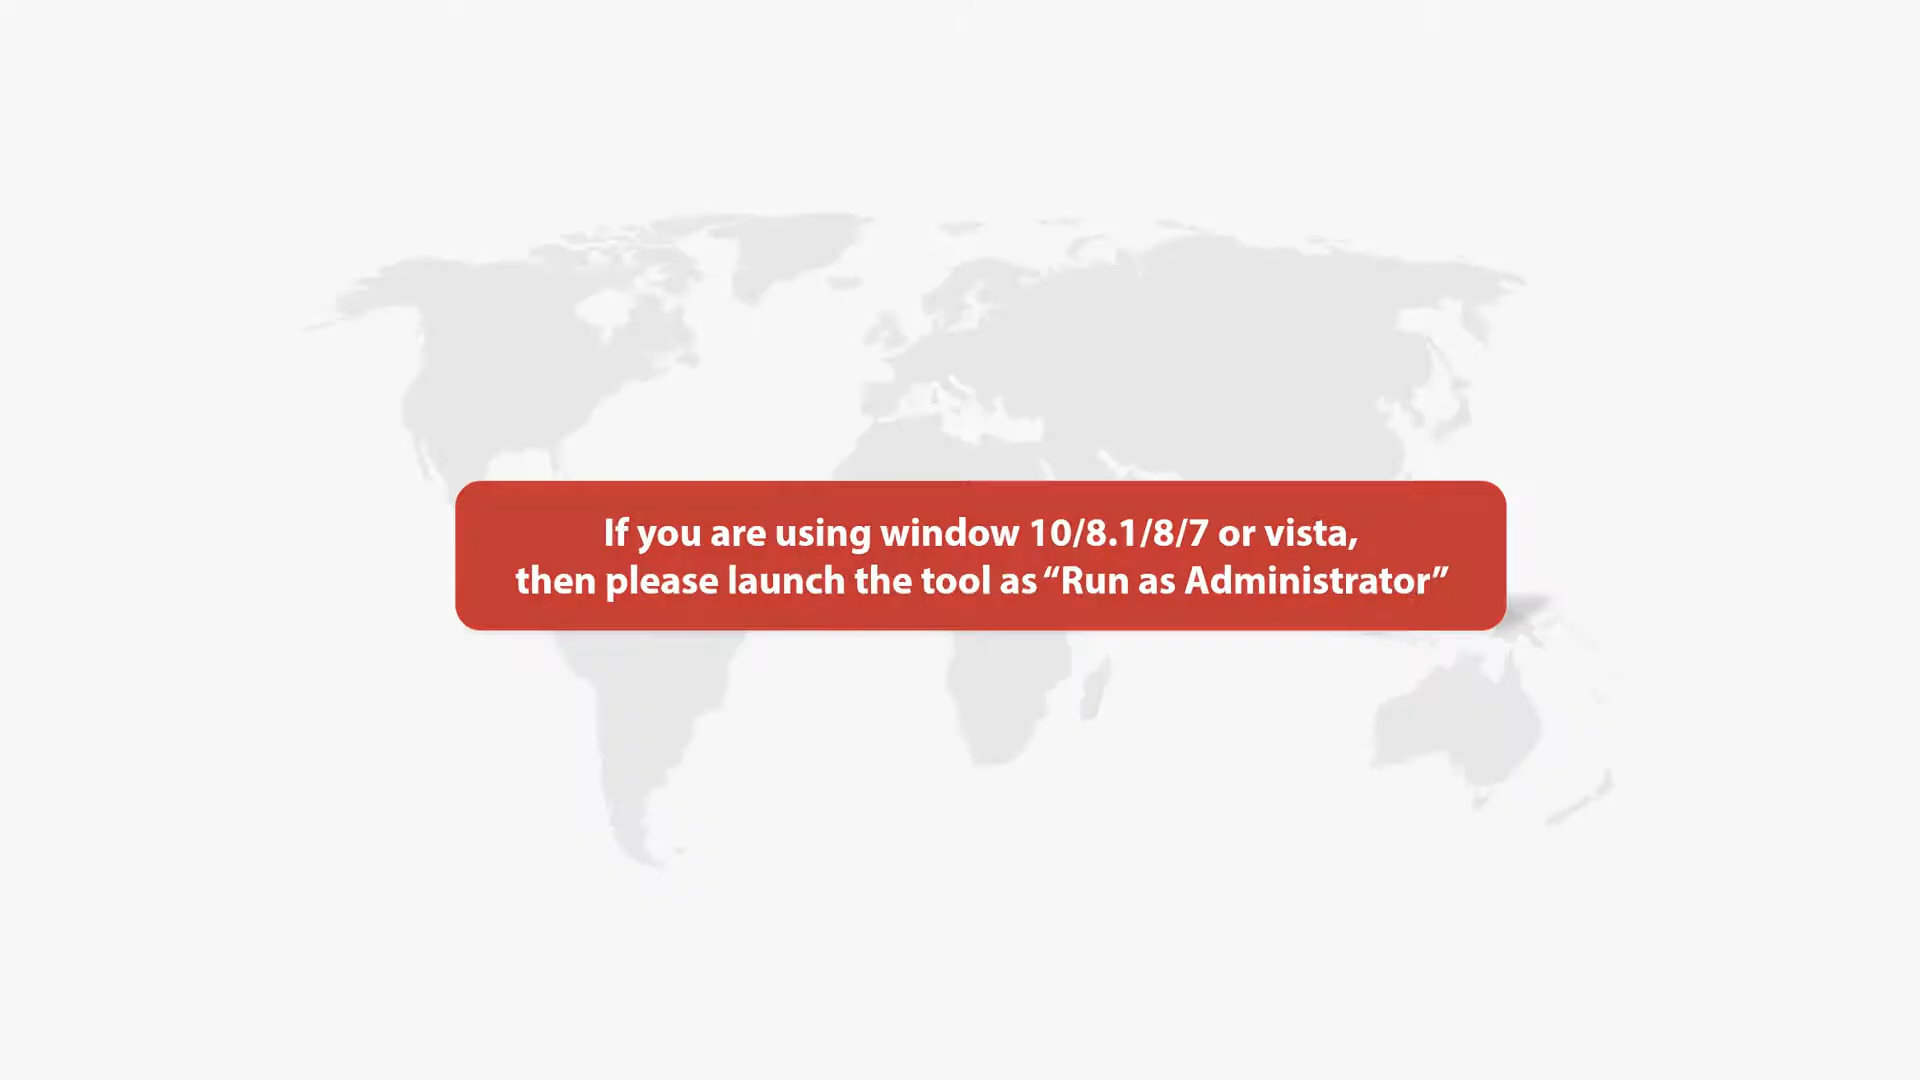 If you are using window 10/8.1/8/7 or vista,
then please launch the tool as “Run as Administrator”